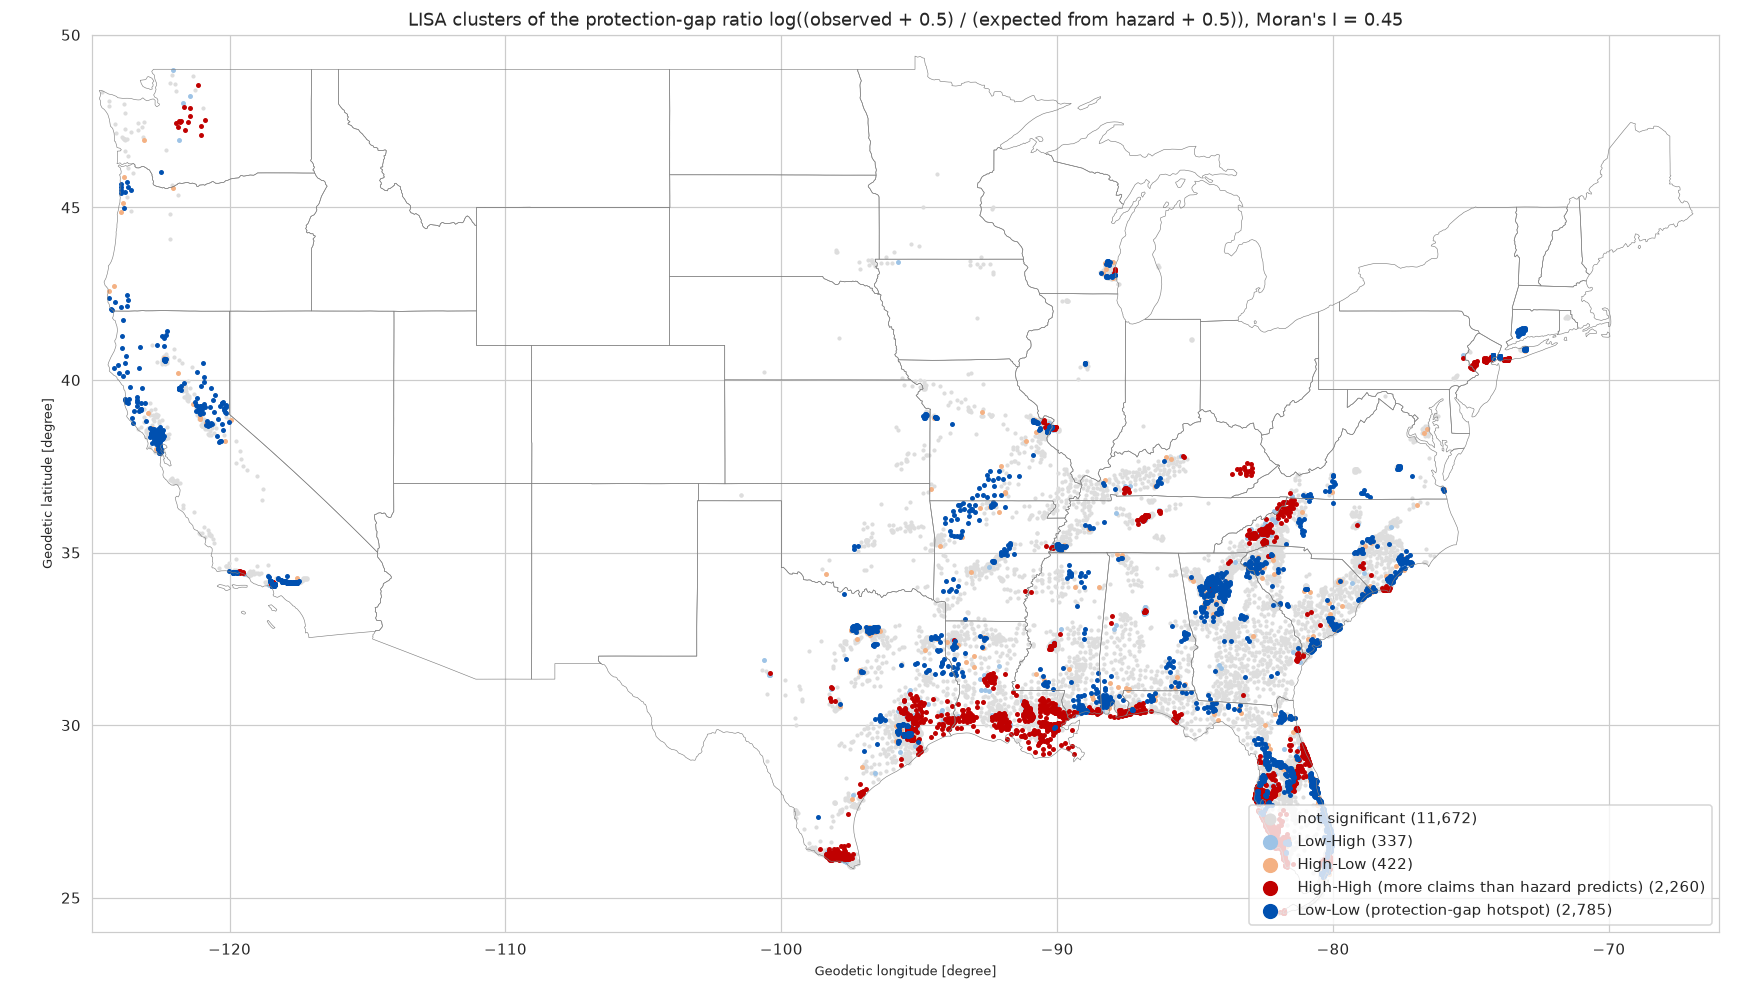 LISA clusters of the protection-gap ratio log((observed + 0.5) / (expected from hazard + 0.5)), Moran's I = 0.45
50
45
40
35
30
25
Geodetic latitude [degree]
not significant (11,672)
Low-High (337)
High-Low (422)
High-High (more claims than hazard predicts) (2,260)
Low-Low (protection-gap hotspot) (2,785)
−120
−110
−100
−90
−80
−70
Geodetic longitude [degree]